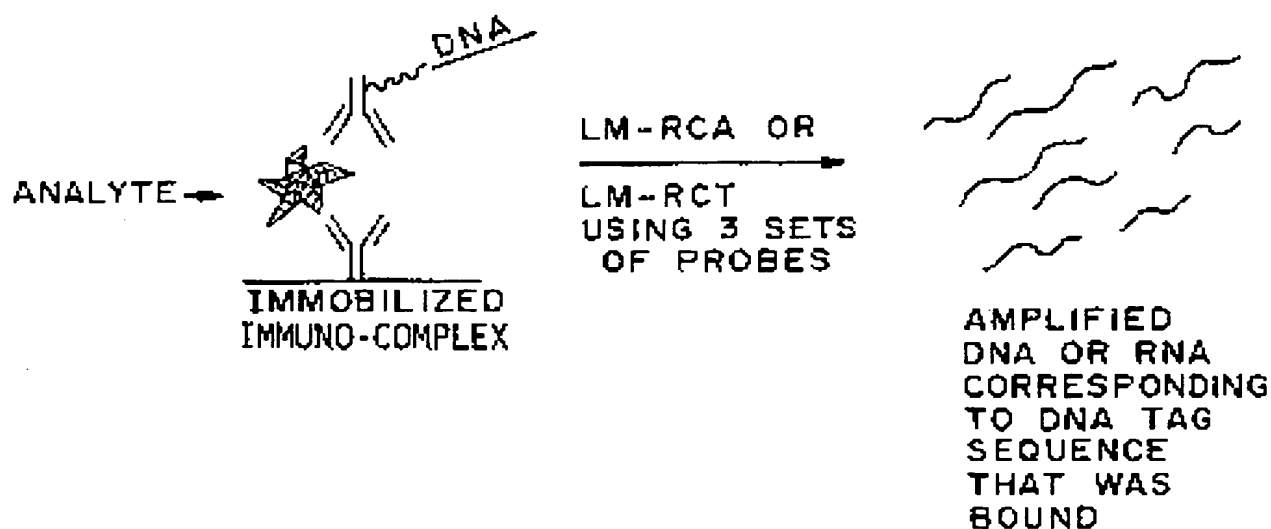 DNA
ANALYTE
IMMOBILIZED
IMMUNO-COMPLEX
LM-RCA OR
LM-RCT
USING 3 SETS
OF PROBES
AMPLIFIED
DNA OR RNA
CORRESPONDING
TO DNA TAG
SEQUENCE
THAT WAS
BOUND